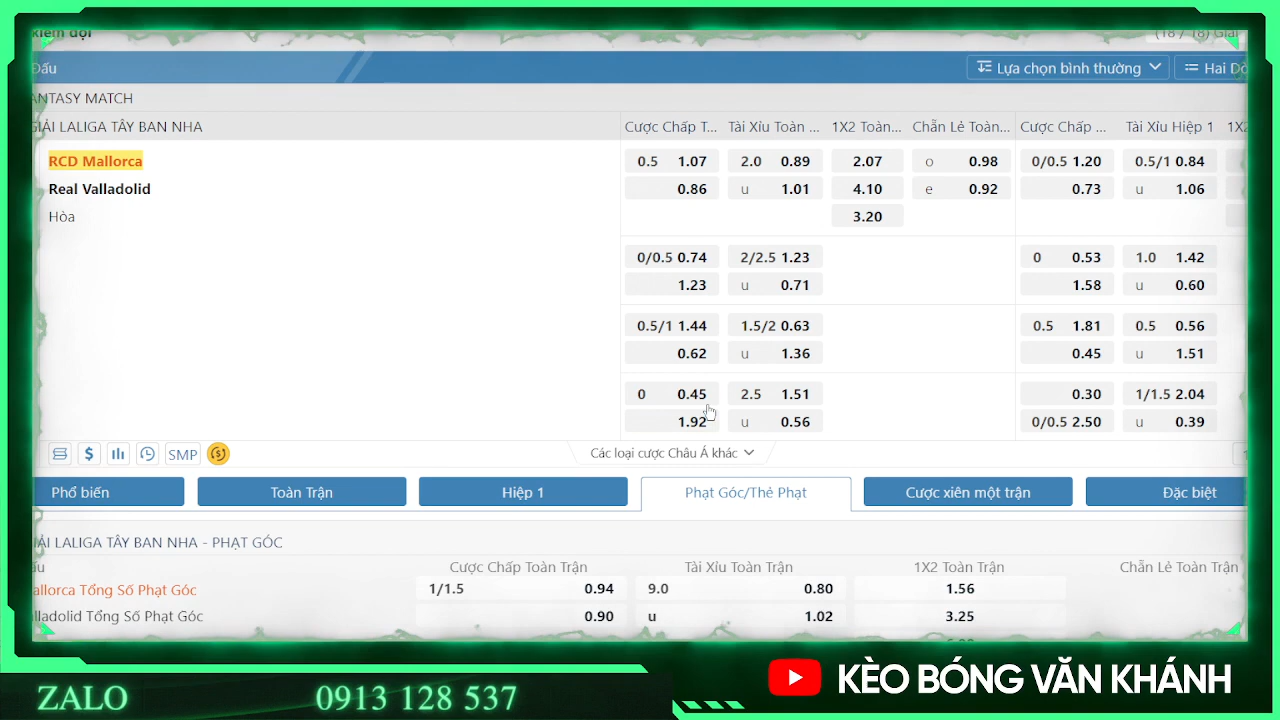 kiếm đội
(18 / 18) Giải
Đấu
Lựa chọn bình thường
Hai Dò
ANTASY MATCH
GIẢI LALIGA TÂY BAN NHA Cược Chấp T... Tài Xỉu Toàn ... 1X2 Toàn... Chẵn Lẻ Toàn... Cược Chấp ... Tài Xỉu Hiệp 1 1X2
RCD Mallorca 0.5 1.07 2.0 0.89 2.07 o 0.98 0/0.5 1.20 0.5/1 0.84
Real Valladolid 0.86 u 1.01 4.10 e 0.92 0.73 u 1.06
Hòa 3.20
0/0.5 0.74 2/2.5 1.23 0 0.53 1.0 1.42
1.23 u 0.71 1.58 u 0.60
0.5/1 1.44 1.5/2 0.63 0.5 1.81 0.5 0.56
0.62 u 1.36 0.45 u 1.51
0 0.45 2.5 1.51 0.30 1/1.5 2.04
1.92 u 0.56 0/0.5 2.50 u 0.39
$ SMP Các loại cược Châu Á khác
Phổ biến Toàn Trận Hiệp 1 Phạt Góc/Thẻ Phạt Cược xiên một trận Đặc biệt
IẢI LALIGA TÂY BAN NHA - PHẠT GÓC
ấu Cược Chấp Toàn Trận Tài Xỉu Toàn Trận 1X2 Toàn Trận Chẵn Lẻ Toàn Trận
allorca Tổng Số Phạt Góc 1/1.5 0.94 9.0 0.80 1.56
lladolid Tổng Số Phạt Góc 0.90 u 1.02 3.25
ZALO 0913 128 537
KÈO BÓNG VĂN KHÁNH